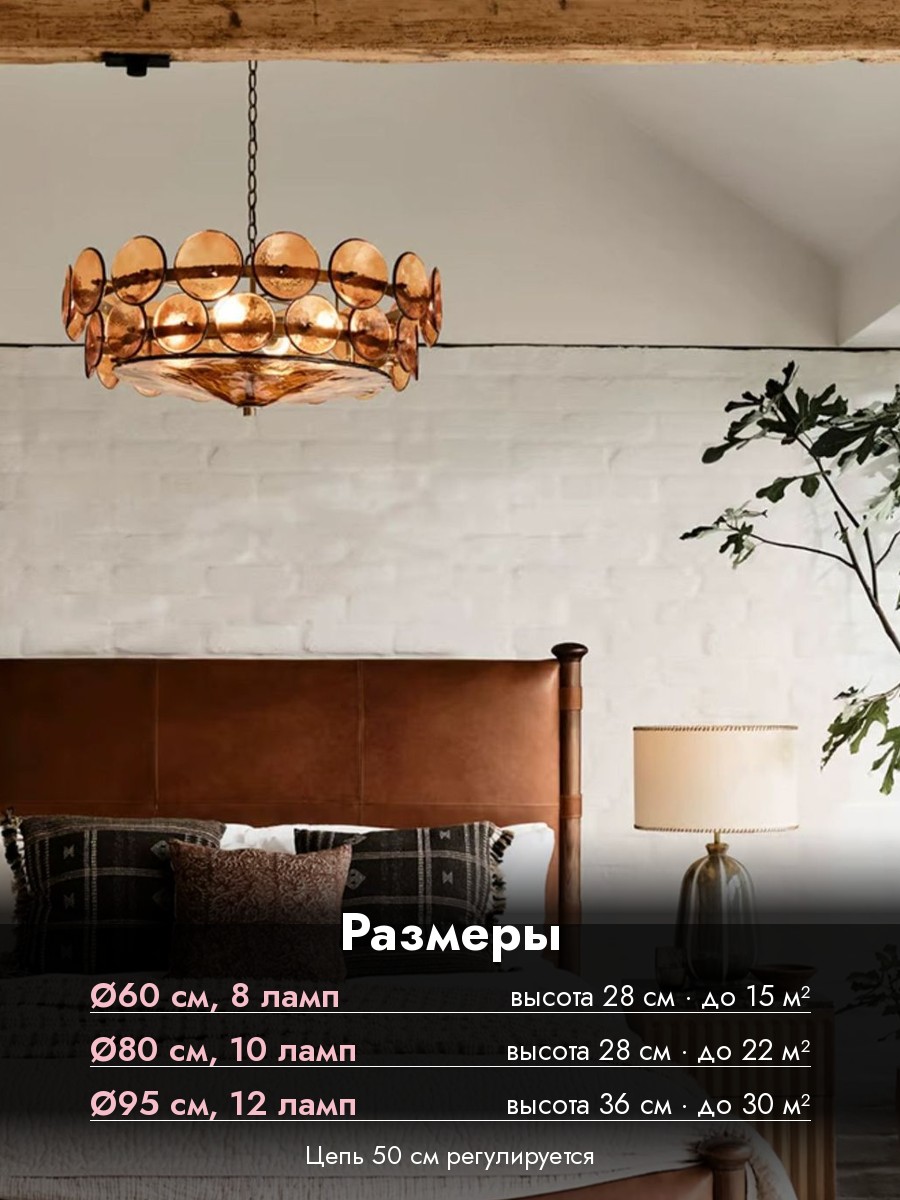 Размеры
Ø60 см, 8 ламп высота 28 см · до 15 м²
Ø80 см, 10 ламп высота 28 см · до 22 м²
Ø95 см, 12 ламп высота 36 см · до 30 м²
Цепь 50 см регулируется